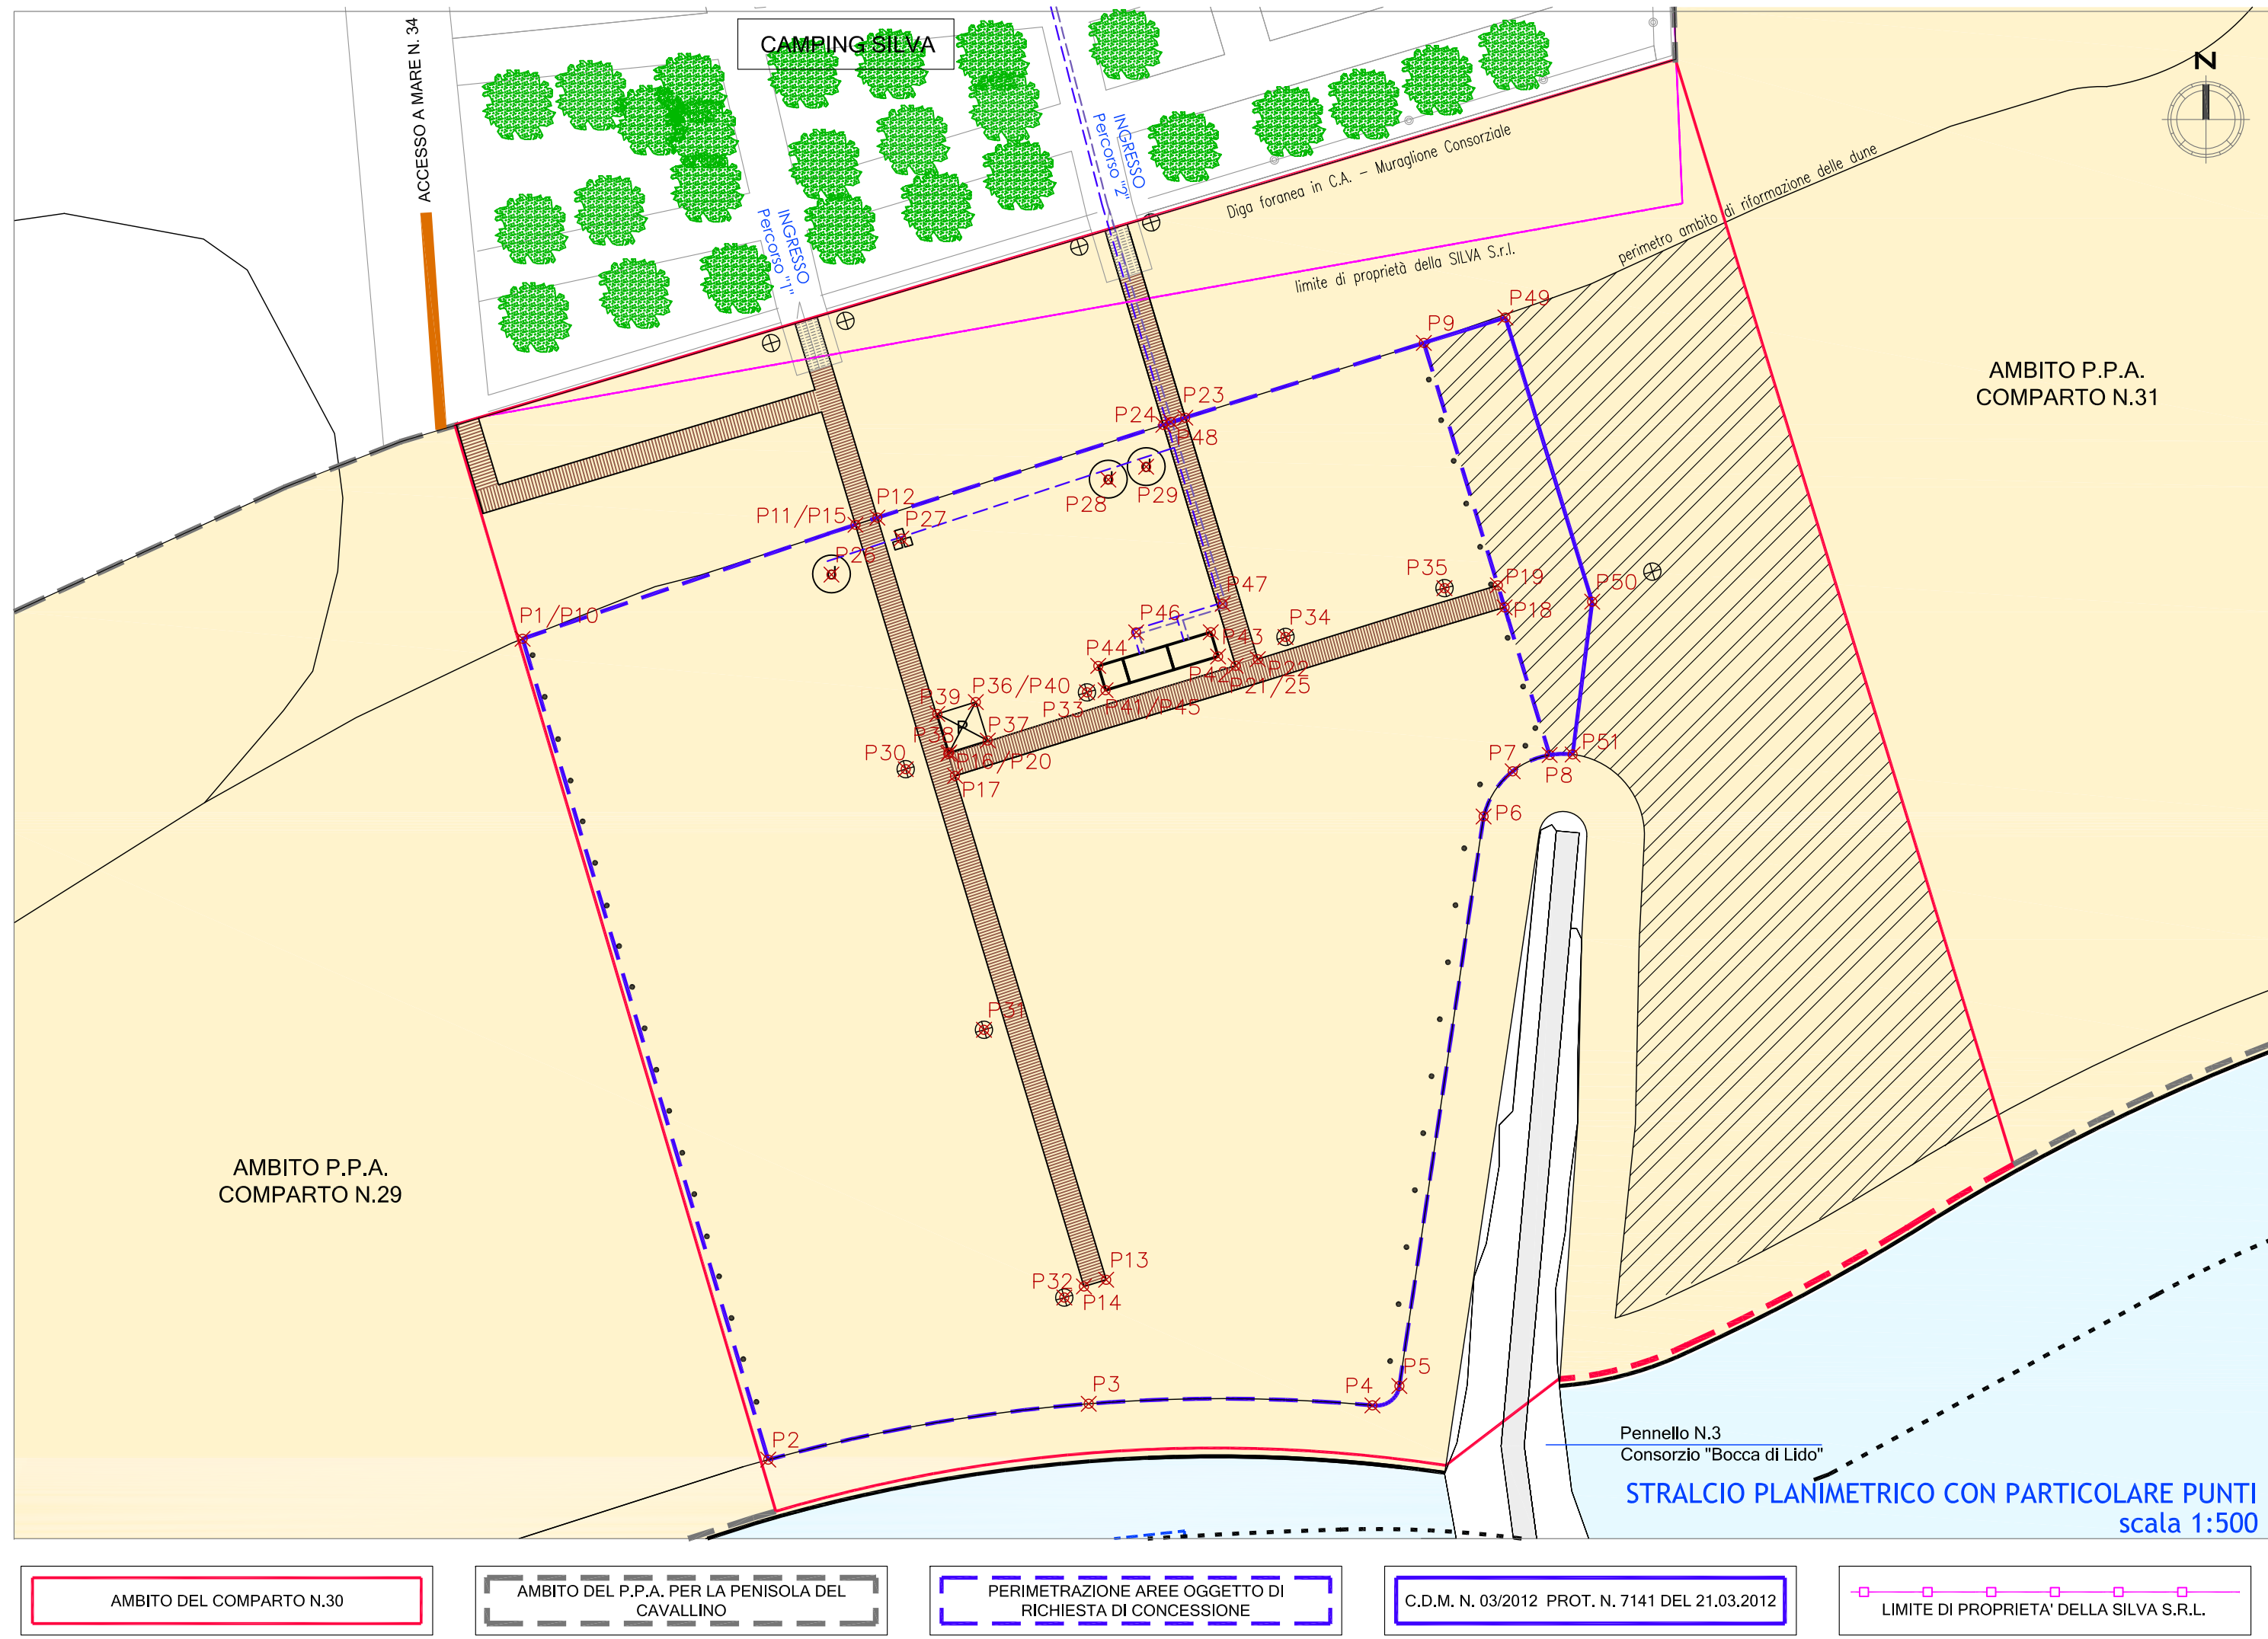 CAMPING SILVA
ACCESSO A MARE N. 34
N
INGRESSO
Percorso "2"
Diga foranea in C.A. – Muraglione Consorziale
perimetro ambito di riformazione delle dune
INGRESSO
Percorso "1"
limite di proprietà della SILVA S.r.l.
P49
P9
AMBITO P.P.A.
COMPARTO N.31
P23
P24
P48
P28
P29
P12
P11/P15
P27
P26
P35
P19
P50
P18
P47
P1/P10
P46
P34
P43
P44
P42
P22
P21/25
P36/P40
P39
P33
P41/P45
P
P37
P38
P30
P16/P20
P17
P7
P51
P8
P6
P31
AMBITO P.P.A.
COMPARTO N.29
P13
P32
P14
P5
P3
P4
P2
Pennello N.3
Consorzio "Bocca di Lido"
STRALCIO PLANIMETRICO CON PARTICOLARE PUNTI
scala 1:500
AMBITO DEL COMPARTO N.30
AMBITO DEL P.P.A. PER LA PENISOLA DEL
CAVALLINO
PERIMETRAZIONE AREE OGGETTO DI
RICHIESTA DI CONCESSIONE
C.D.M. N. 03/2012 PROT. N. 7141 DEL 21.03.2012
LIMITE DI PROPRIETA' DELLA SILVA S.R.L.